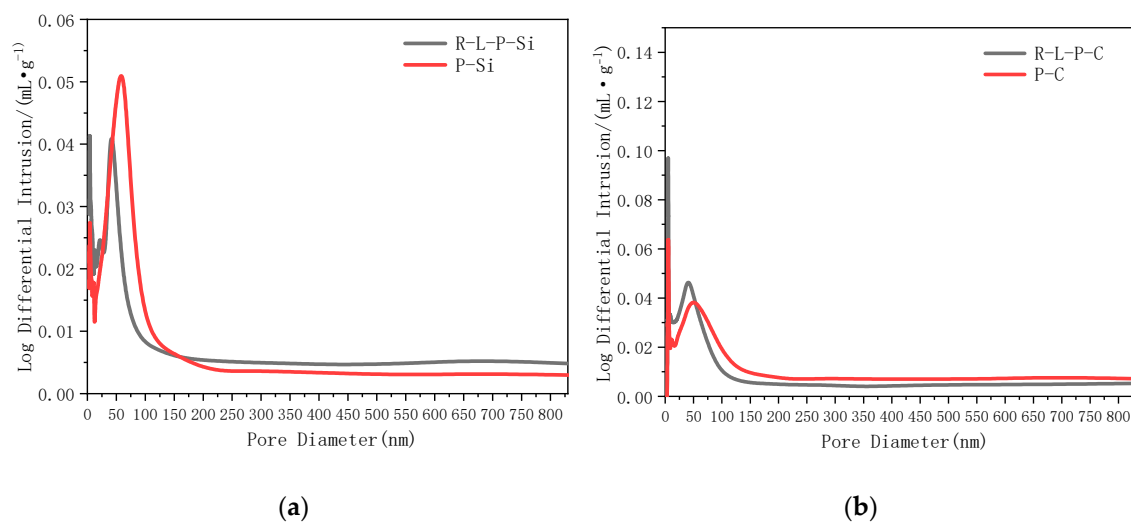 0.06
0.05
0.04
0.03
0.02
0.01
0.00
Log Differential Intrusion/(mL•g⁻¹)
R-L-P-Si
P-Si
0 50 100 150 200 250 300 350 400 450 500 550 600 650 700 750 800
Pore Diameter(nm)
(a)
0.14
0.12
0.10
0.08
0.06
0.04
0.02
0.00
Log Differential Intrusion/(mL•g⁻¹)
R-L-P-C
P-C
0 50 100 150 200 250 300 350 400 450 500 550 600 650 700 750 800
Pore Diameter(nm)
(b)